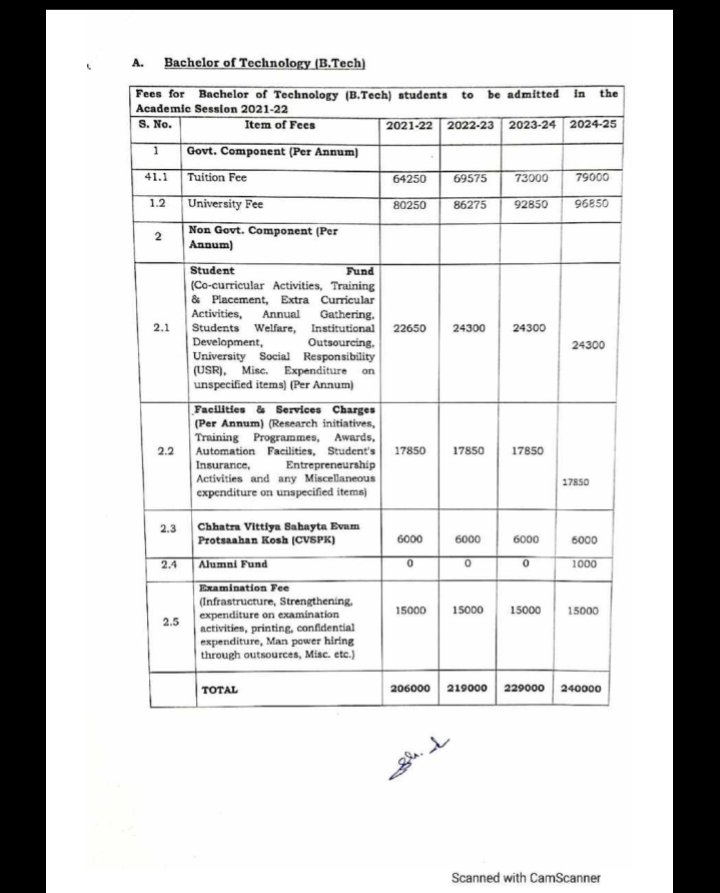 A. Bachelor of Technology (B.Tech)
Fees for Bachelor of Technology (B.Tech) students to be admitted in the
Academic Session 2021-22
S. No. Item of Fees 2021-22 2022-23 2023-24 2024-25
1 Govt. Component (Per Annum)
41.1 Tuition Fee 64250 69575 73000 79000
1.2 University Fee 80250 86275 92850 96850
2 Non Govt. Component (Per
Annum)
Student Fund
(Co-curricular Activities, Training
& Placement, Extra Curricular
Activities, Annual Gathering,
2.1 Students Welfare, Institutional 22650 24300 24300
Development, Outsourcing, 24300
University Social Responsibility
(USR), Misc. Expenditure on
unspecified items) (Per Annum)
Facilities & Services Charges
(Per Annum) (Research initiatives,
Training Programmes, Awards,
2.2 Automation Facilities, Student's 17850 17850 17850
Insurance, Entrepreneurship
Activities and any Miscellaneous 17850
expenditure on unspecified items)
2.3 Chhatra Vittiya Sahayta Evam
Protsaahan Kosh (CVSPK) 6000 6000 6000 6000
2.4 Alumni Fund 0 0 0 1000
Examination Fee
(Infrastructure, Strengthening,
expenditure on examination 15000 15000 15000 15000
2.5 activities, printing, confidential
expenditure, Man power hiring
through outsources, Misc. etc.)
TOTAL 206000 219000 229000 240000
Scanned with CamScanner